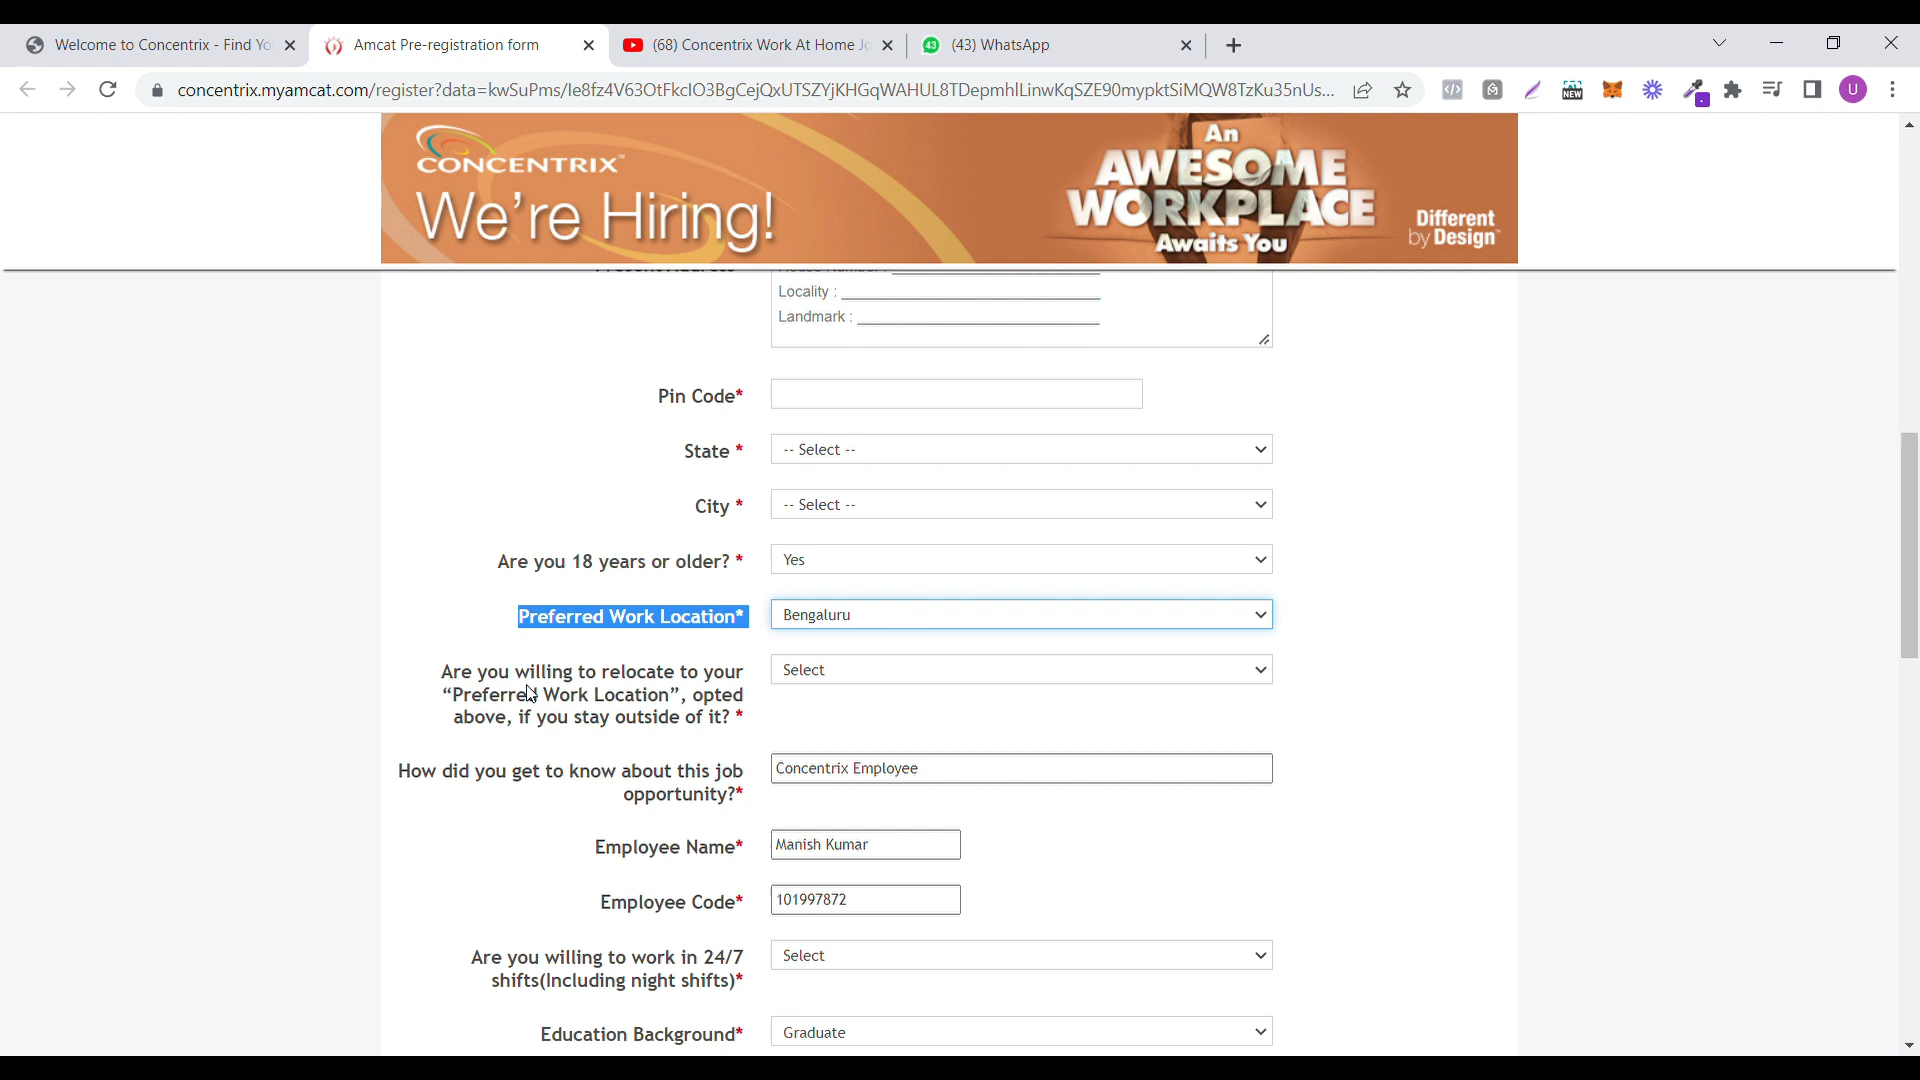 Welcome to Concentrix - Find Yo
Amcat Pre-registration form
(68) Concentrix Work At Home Jo
43
(43) WhatsApp
concentrix.myamcat.com/register?data=kwSuPms/Ie8fz4V63OtFkcIO3BgCejQxUTSZYjKHGqWAHUL8TDepmhlLinwKqSZE90mypktSiMQW8TzKu35nUs...
NEW
U
CONCENTRIX™
We're Hiring!
An
AWESOME
WORKPLACE
Awaits You
Different
by Design™
Locality :
Landmark :
Pin Code*
State *
-- Select --
City *
-- Select --
Are you 18 years or older? *
Yes
Preferred Work Location*
Bengaluru
Are you willing to relocate to your
“Preferred Work Location”, opted
above, if you stay outside of it? *
Select
How did you get to know about this job
opportunity?*
Concentrix Employee
Employee Name*
Manish Kumar
Employee Code*
101997872
Are you willing to work in 24/7
shifts(Including night shifts)*
Select
Education Background*
Graduate